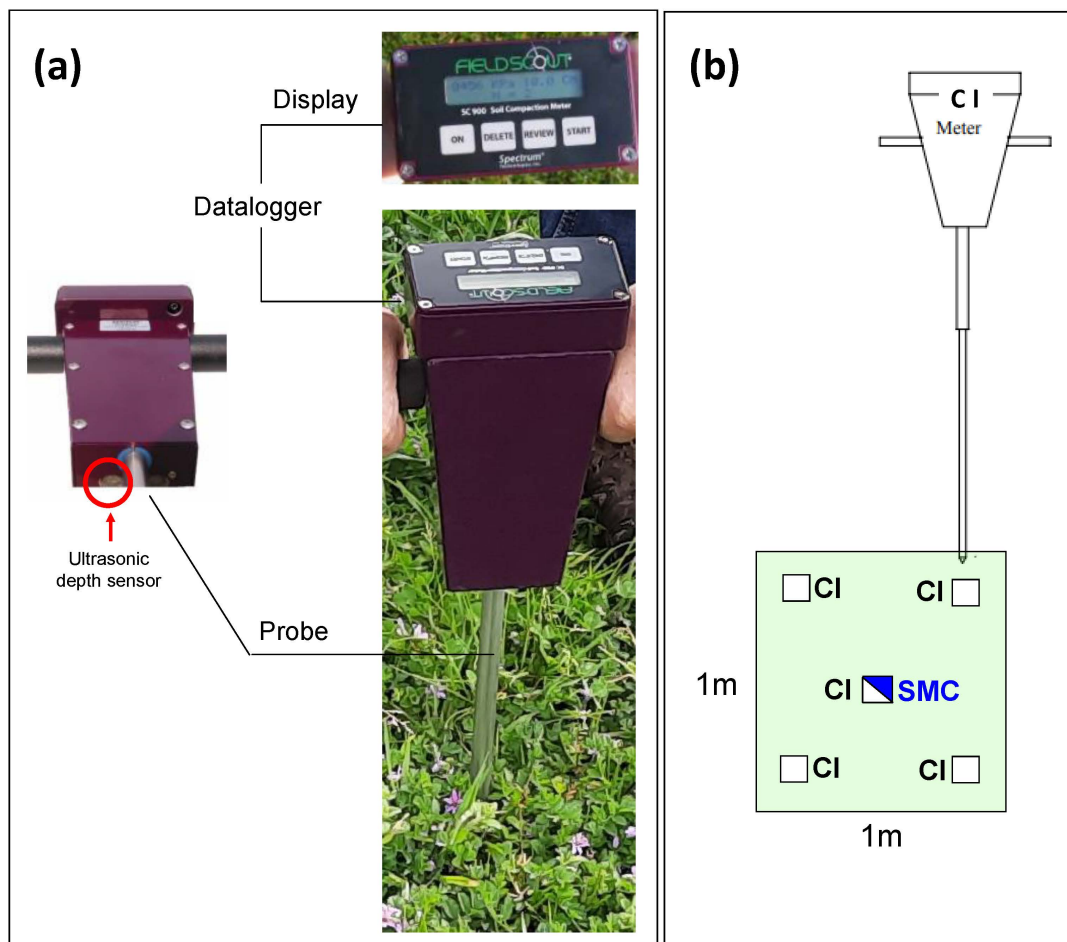 (a)
Display
FIELDSCOUT
SC 900 Soil Compaction Meter
ON DELETE REVIEW START
Spectrum
Datalogger
FIELDSCOUT
Ultrasonic
depth sensor
Probe
(b)
C I
Meter
CI
CI
CI
SMC
CI
CI
1m
1m